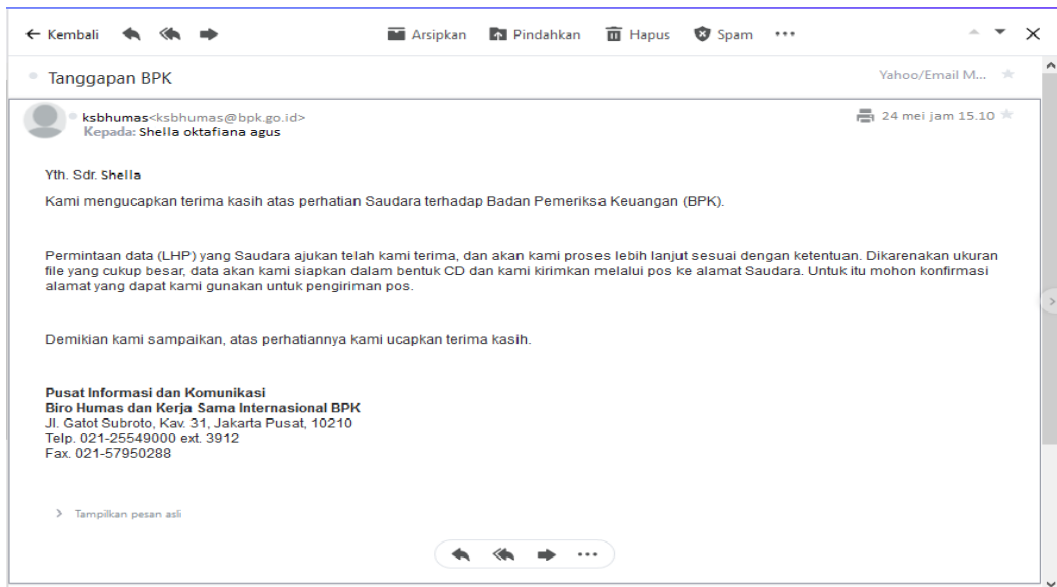 Kembali Arsipkan Pindahkan Hapus Spam
Tanggapan BPK Yahoo/Email M...
ksbhumas<ksbhumas@bpk.go.id> 24 mei jam 15.10
Kepada: Shella oktafiana agus
Yth. Sdr. Shella
Kami mengucapkan terima kasih atas perhatian Saudara terhadap Badan Pemeriksa Keuangan (BPK).
Permintaan data (LHP) yang Saudara ajukan telah kami terima, dan akan kami proses lebih lanjut sesuai dengan ketentuan. Dikarenakan ukuran
file yang cukup besar, data akan kami siapkan dalam bentuk CD dan kami kirimkan melalui pos ke alamat Saudara. Untuk itu mohon konfirmasi
alamat yang dapat kami gunakan untuk pengiriman pos.
Demikian kami sampaikan, atas perhatiannya kami ucapkan terima kasih.
Pusat Informasi dan Komunikasi
Biro Humas dan Kerja Sama Internasional BPK
Jl. Gatot Subroto, Kav. 31, Jakarta Pusat, 10210
Telp. 021-25549000 ext. 3912
Fax. 021-57950288
Tampilkan pesan asli